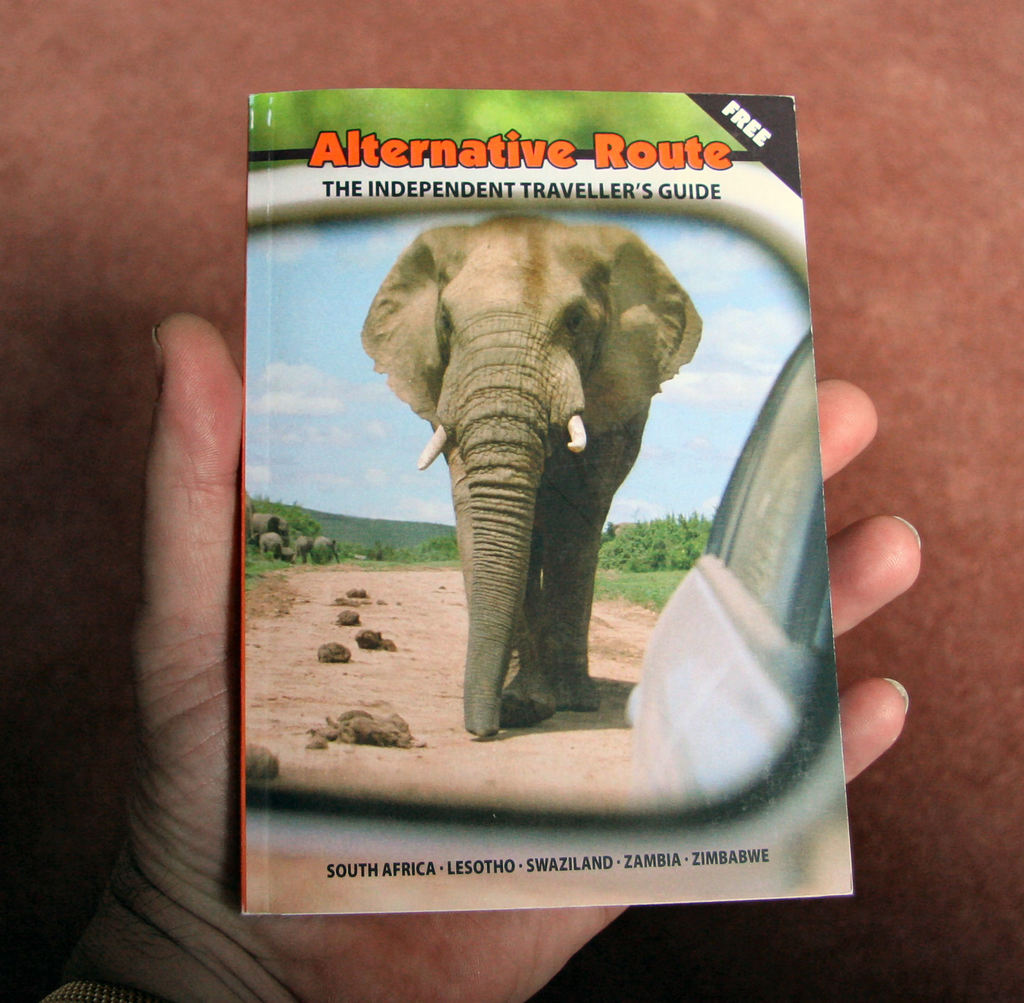 FREE
Alternative Route
THE INDEPENDENT TRAVELLER'S GUIDE
SOUTH AFRICA · LESOTHO · SWAZILAND · ZAMBIA · ZIMBABWE